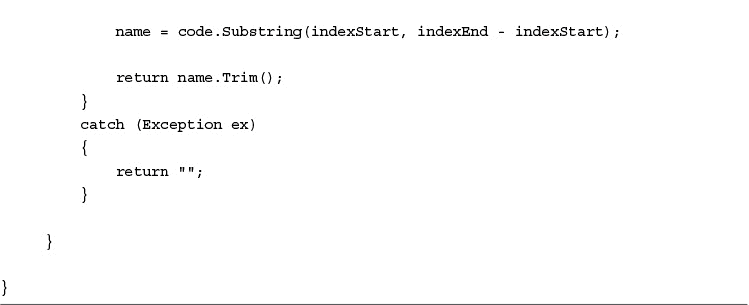 name = code.Substring(indexStart, indexEnd - indexStart);
return name.Trim();
}
catch (Exception ex)
{
return "";
}
}
}